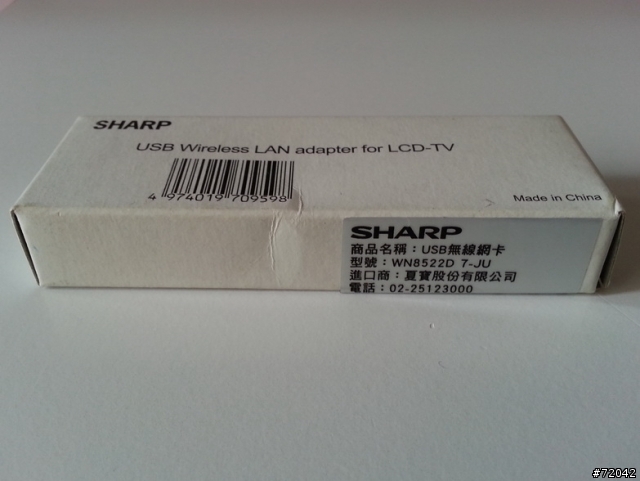 SHARP
USB Wireless LAN adapter for LCD-TV
4 974019 709598
Made in China
SHARP
商品名稱：USB無線網卡
型號：WN8522D 7-JU
進口商：夏寶股份有限公司
電話：02-25123000
#72042